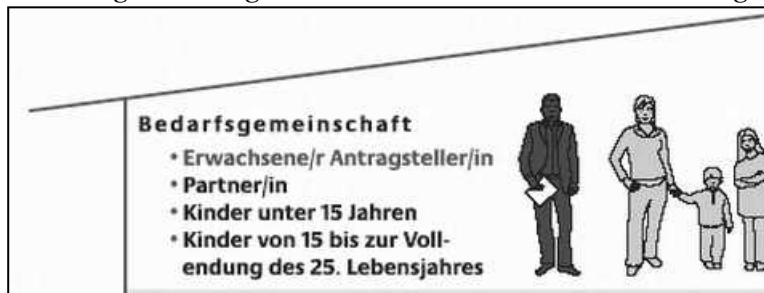 Bedarfsgemeinschaft
• Erwachsene/r Antragsteller/in
• Partner/in
• Kinder unter 15 Jahren
• Kinder von 15 bis zur Voll-
endung des 25. Lebensjahres